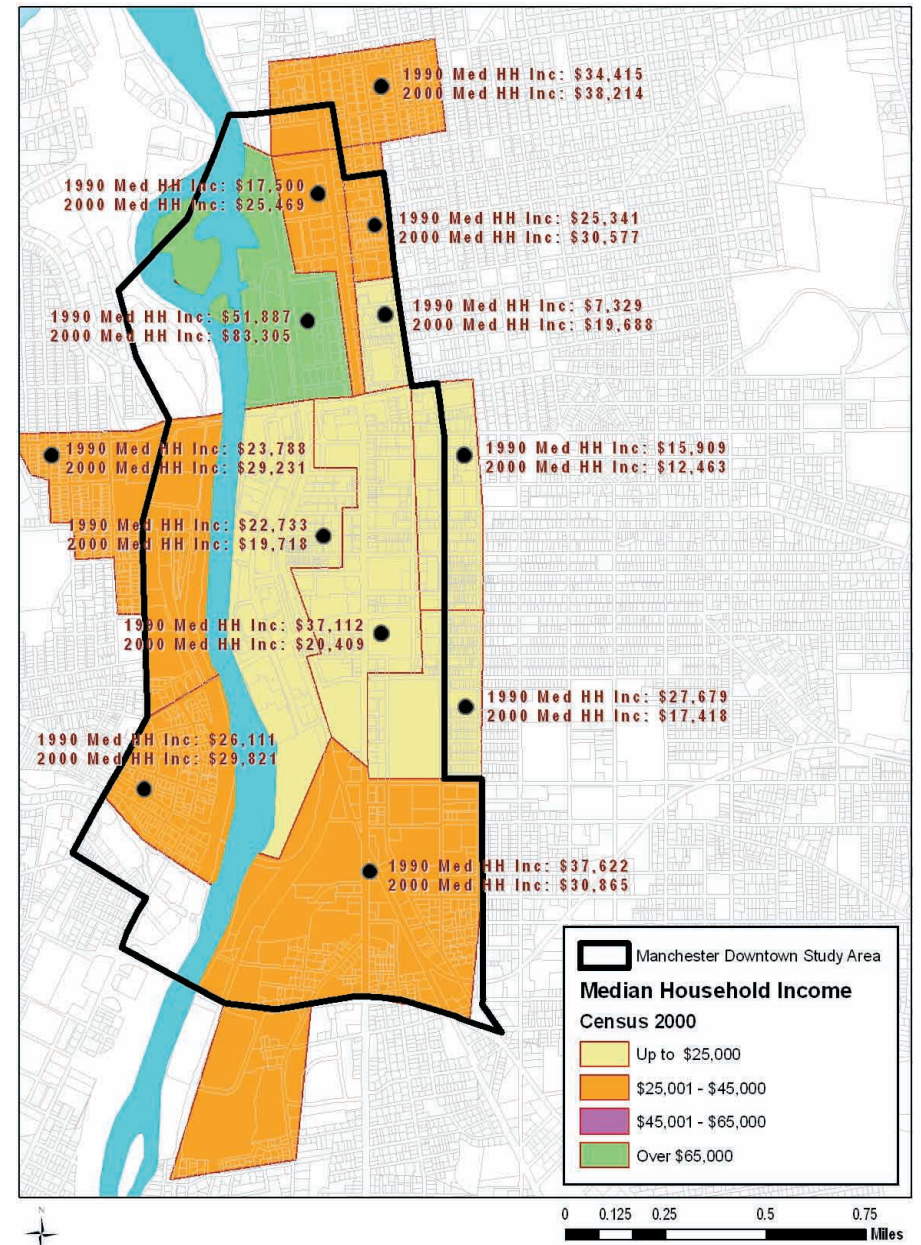 1990 Med HH Inc: $34,415
2000 Med HH Inc: $38,214
1990 Med HH Inc: $17,500
2000 Med HH Inc: $25,469
1990 Med HH Inc: $25,341
2000 Med HH Inc: $30,577
1990 Med HH Inc: $7,329
2000 Med HH Inc: $19,688
1990 Med HH Inc: $51,887
2000 Med HH Inc: $83,305
1990 Med HH Inc: $23,788
2000 Med HH Inc: $29,231
1990 Med HH Inc: $15,909
2000 Med HH Inc: $12,463
1990 Med HH Inc: $22,733
2000 Med HH Inc: $19,718
1990 Med HH Inc: $37,112
2000 Med HH Inc: $20,409
1990 Med HH Inc: $27,679
2000 Med HH Inc: $17,418
1990 Med HH Inc: $26,111
2000 Med HH Inc: $29,821
1990 Med HH Inc: $37,622
2000 Med HH Inc: $30,865
Manchester Downtown Study Area
Median Household Income
Census 2000
Up to $25,000
$25,001 - $45,000
$45,001 - $65,000
Over $65,000
N
0 0.125 0.25 0.5 0.75
Miles